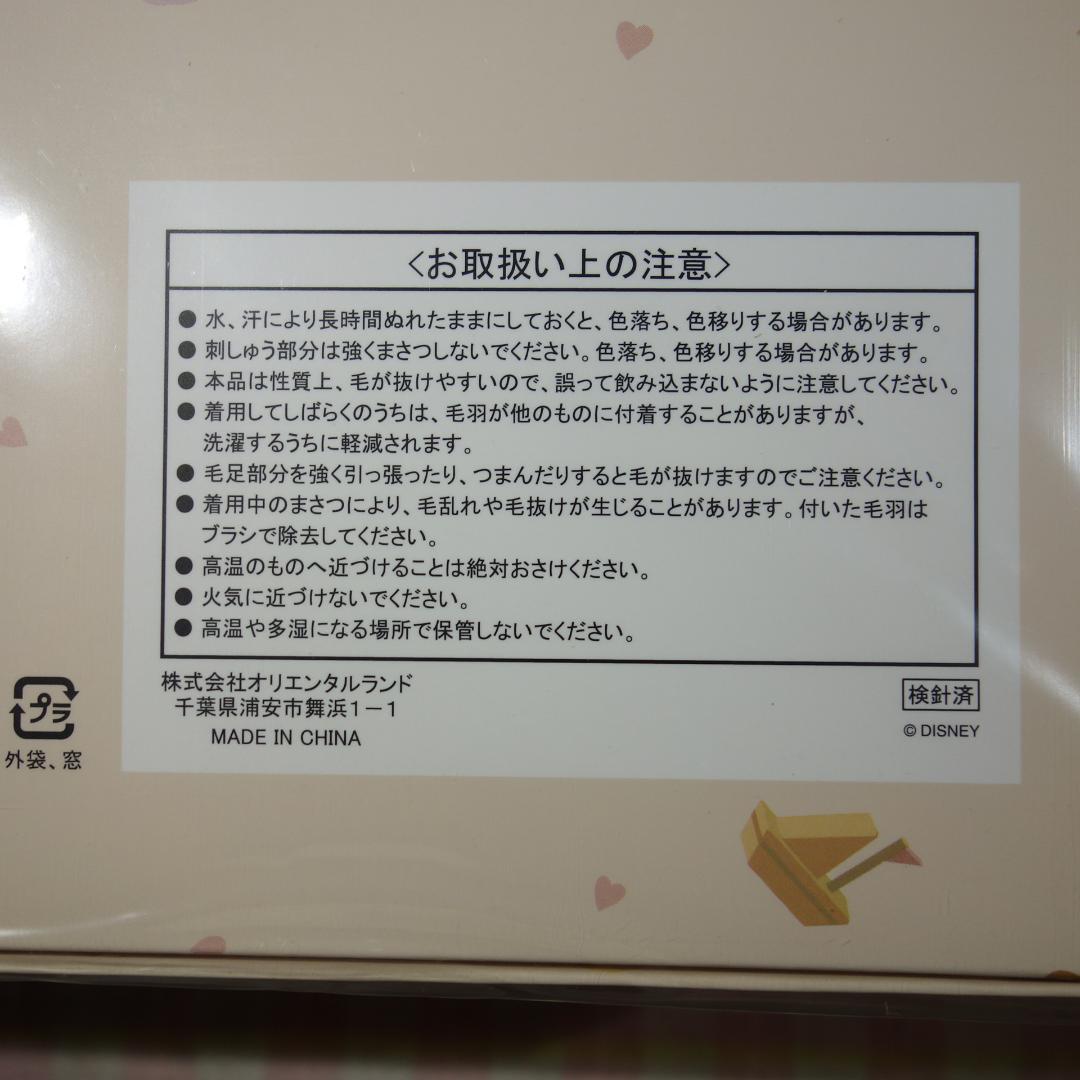 <お取扱い上の注意>
● 水、汗により長時間ぬれたままにしておくと、色落ち、色移りする場合があります。
● 刺しゅう部分は強くまさつしないでください。色落ち、色移りする場合があります。
● 本品は性質上、毛が抜けやすいので、誤って飲み込まないように注意してください。
● 着用してしばらくのうちは、毛羽が他のものに付着することがありますが、
洗濯するうちに軽減されます。
● 毛足部分を強く引っ張ったり、つまんだりすると毛が抜けますのでご注意ください。
● 着用中のまさつにより、毛乱れや毛抜けが生じることがあります。付いた毛羽は
ブラシで除去してください。
● 高温のものへ近づけることは絶対おさけください。
● 火気に近づけないでください。
● 高温や多湿になる場所で保管しないでください。
株式会社オリエンタルランド
千葉県浦安市舞浜1－1
MADE IN CHINA
検針済
© DISNEY
プラ
外袋、窓